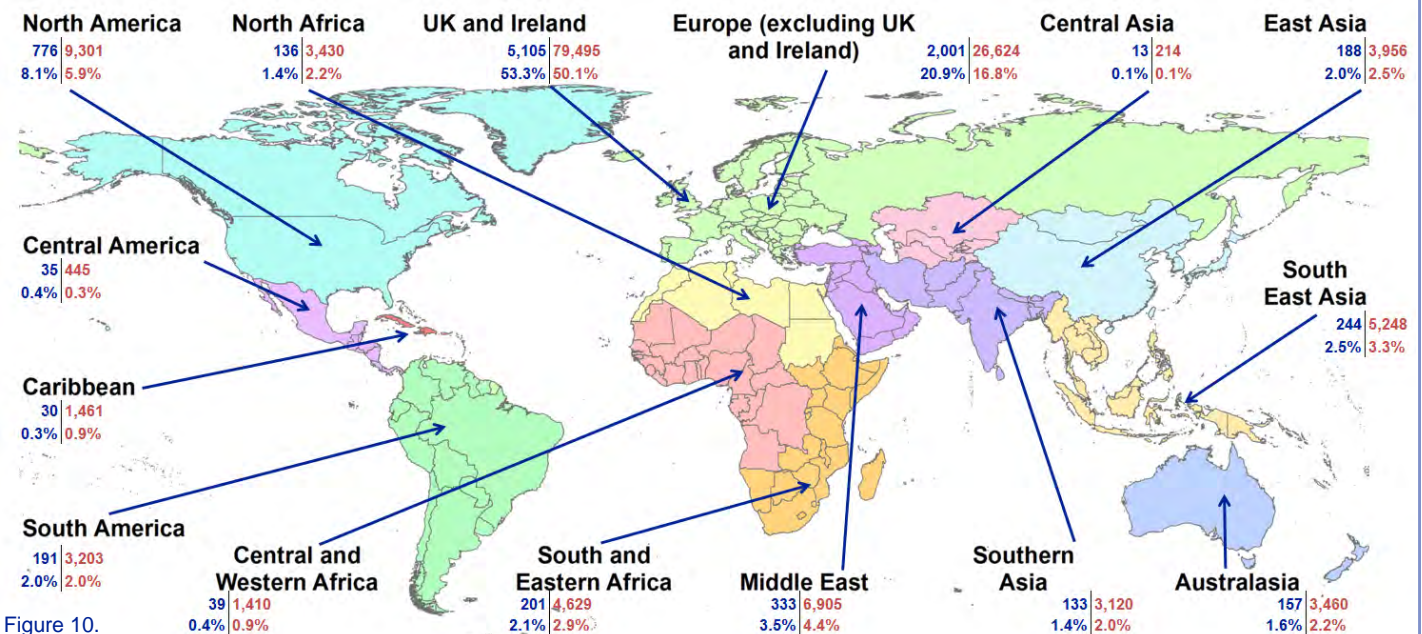 North America
776 9,301
8.1% 5.9%
North Africa
136 3,430
1.4% 2.2%
UK and Ireland
5,105 79,495
53.3% 50.1%
Europe (excluding UK
and Ireland)
2,001 26,624
20.9% 16.8%
Central Asia
13 214
0.1% 0.1%
East Asia
188 3,956
2.0% 2.5%
Central America
35 445
0.4% 0.3%
South
East Asia
244 5,248
2.5% 3.3%
Caribbean
30 1,461
0.3% 0.9%
South America
191 3,203
2.0% 2.0%
Central and
Western Africa
39 1,410
0.4% 0.9%
South and
Eastern Africa
201 4,629
2.1% 2.9%
Middle East
333 6,905
3.5% 4.4%
Southern
Asia
133 3,120
1.4% 2.0%
Australasia
157 3,460
1.6% 2.2%
Figure 10.